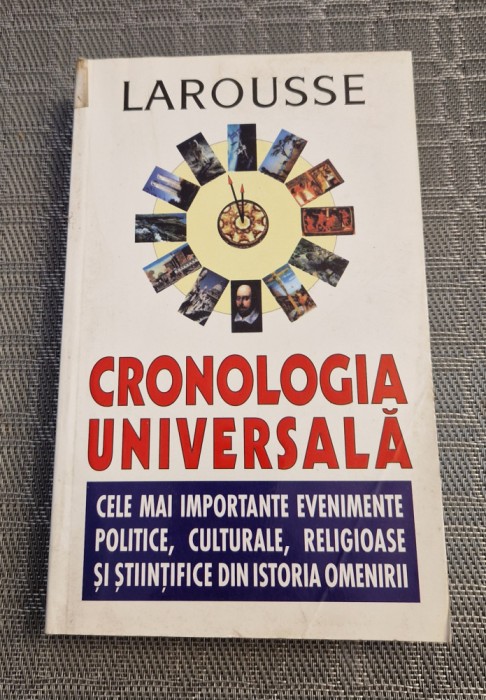 LAROUSSE
CRONOLOGIA
UNIVERSALĂ
CELE MAI IMPORTANTE EVENIMENTE
POLITICE, CULTURALE, RELIGIOASE
ȘI ȘTIINȚIFICE DIN ISTORIA OMENIRII